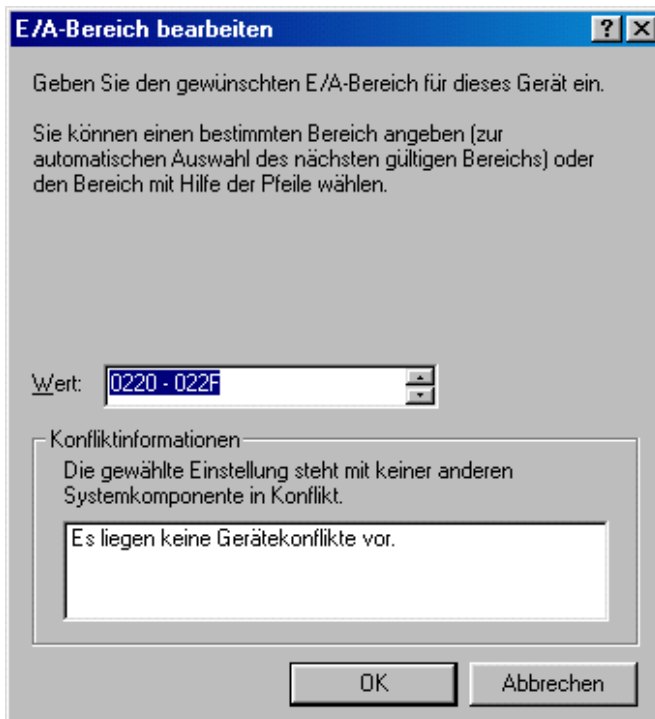 E/A-Bereich bearbeiten
Geben Sie den gewünschten E/A-Bereich für dieses Gerät ein.
Sie können einen bestimmten Bereich angeben (zur
automatischen Auswahl des nächsten gültigen Bereichs) oder
den Bereich mit Hilfe der Pfeile wählen.
Wert: 0220 - 022F
Konfliktinformationen
Die gewählte Einstellung steht mit keiner anderen
Systemkomponente in Konflikt.
Es liegen keine Gerätekonflikte vor.
OK Abbrechen